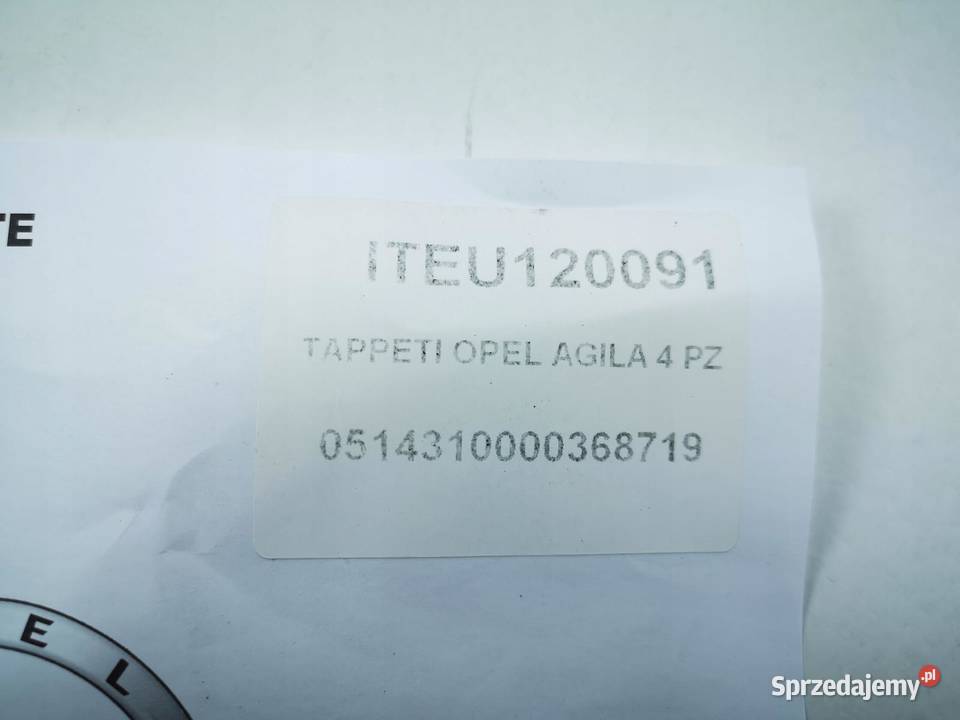 TE
ITEU120091
TAPPETI OPEL AGILA 4 PZ
0514310000368719
E L
Sprzedajemy.pl